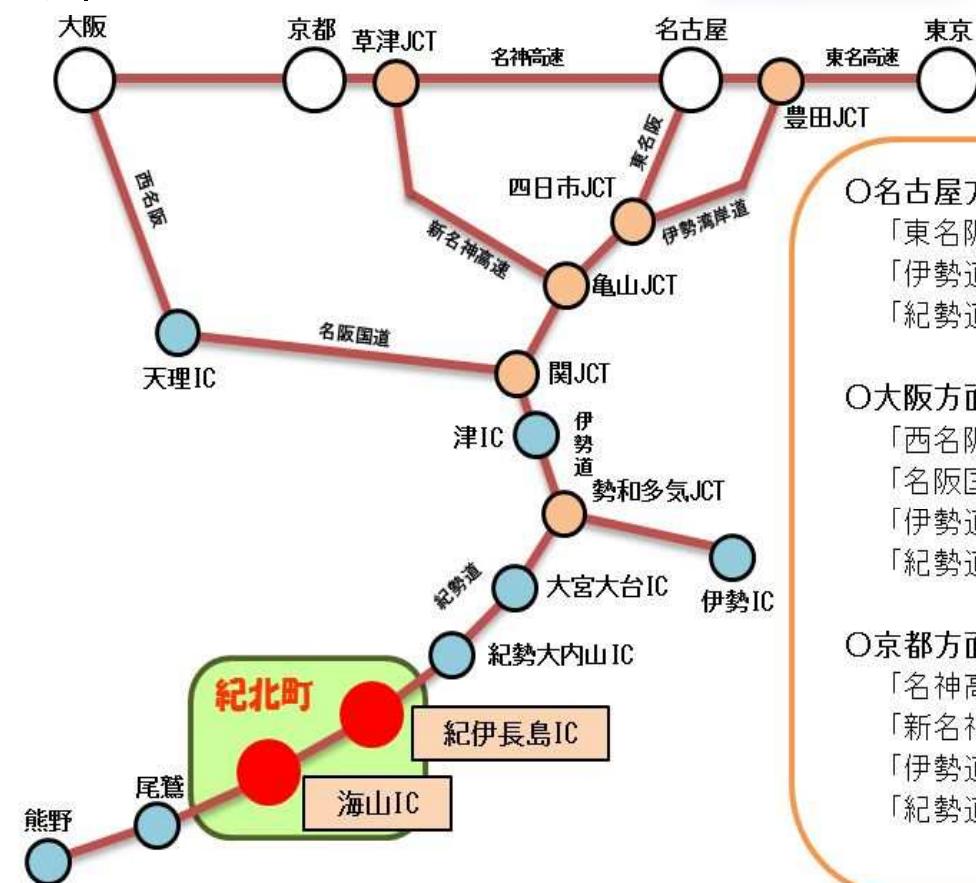 大阪
京都
草津JCT
名神高速
名古屋
東名高速
東京
豊田JCT
東名阪
四日市JCT
伊勢湾岸道
西名阪
新名神高速
亀山JCT
名阪国道
天理IC
関JCT
津IC
伊勢道
勢和多気JCT
伊勢IC
紀勢道
大宮大台IC
紀勢大内山IC
紀北町
紀伊長島IC
海山IC
尾鷲
熊野
〇名古屋方
「東名阪
「伊勢道
「紀勢道
〇大阪方面
「西名阪
「名阪国
「伊勢道
「紀勢道
〇京都方面
「名神高
「新名神
「伊勢道
「紀勢道